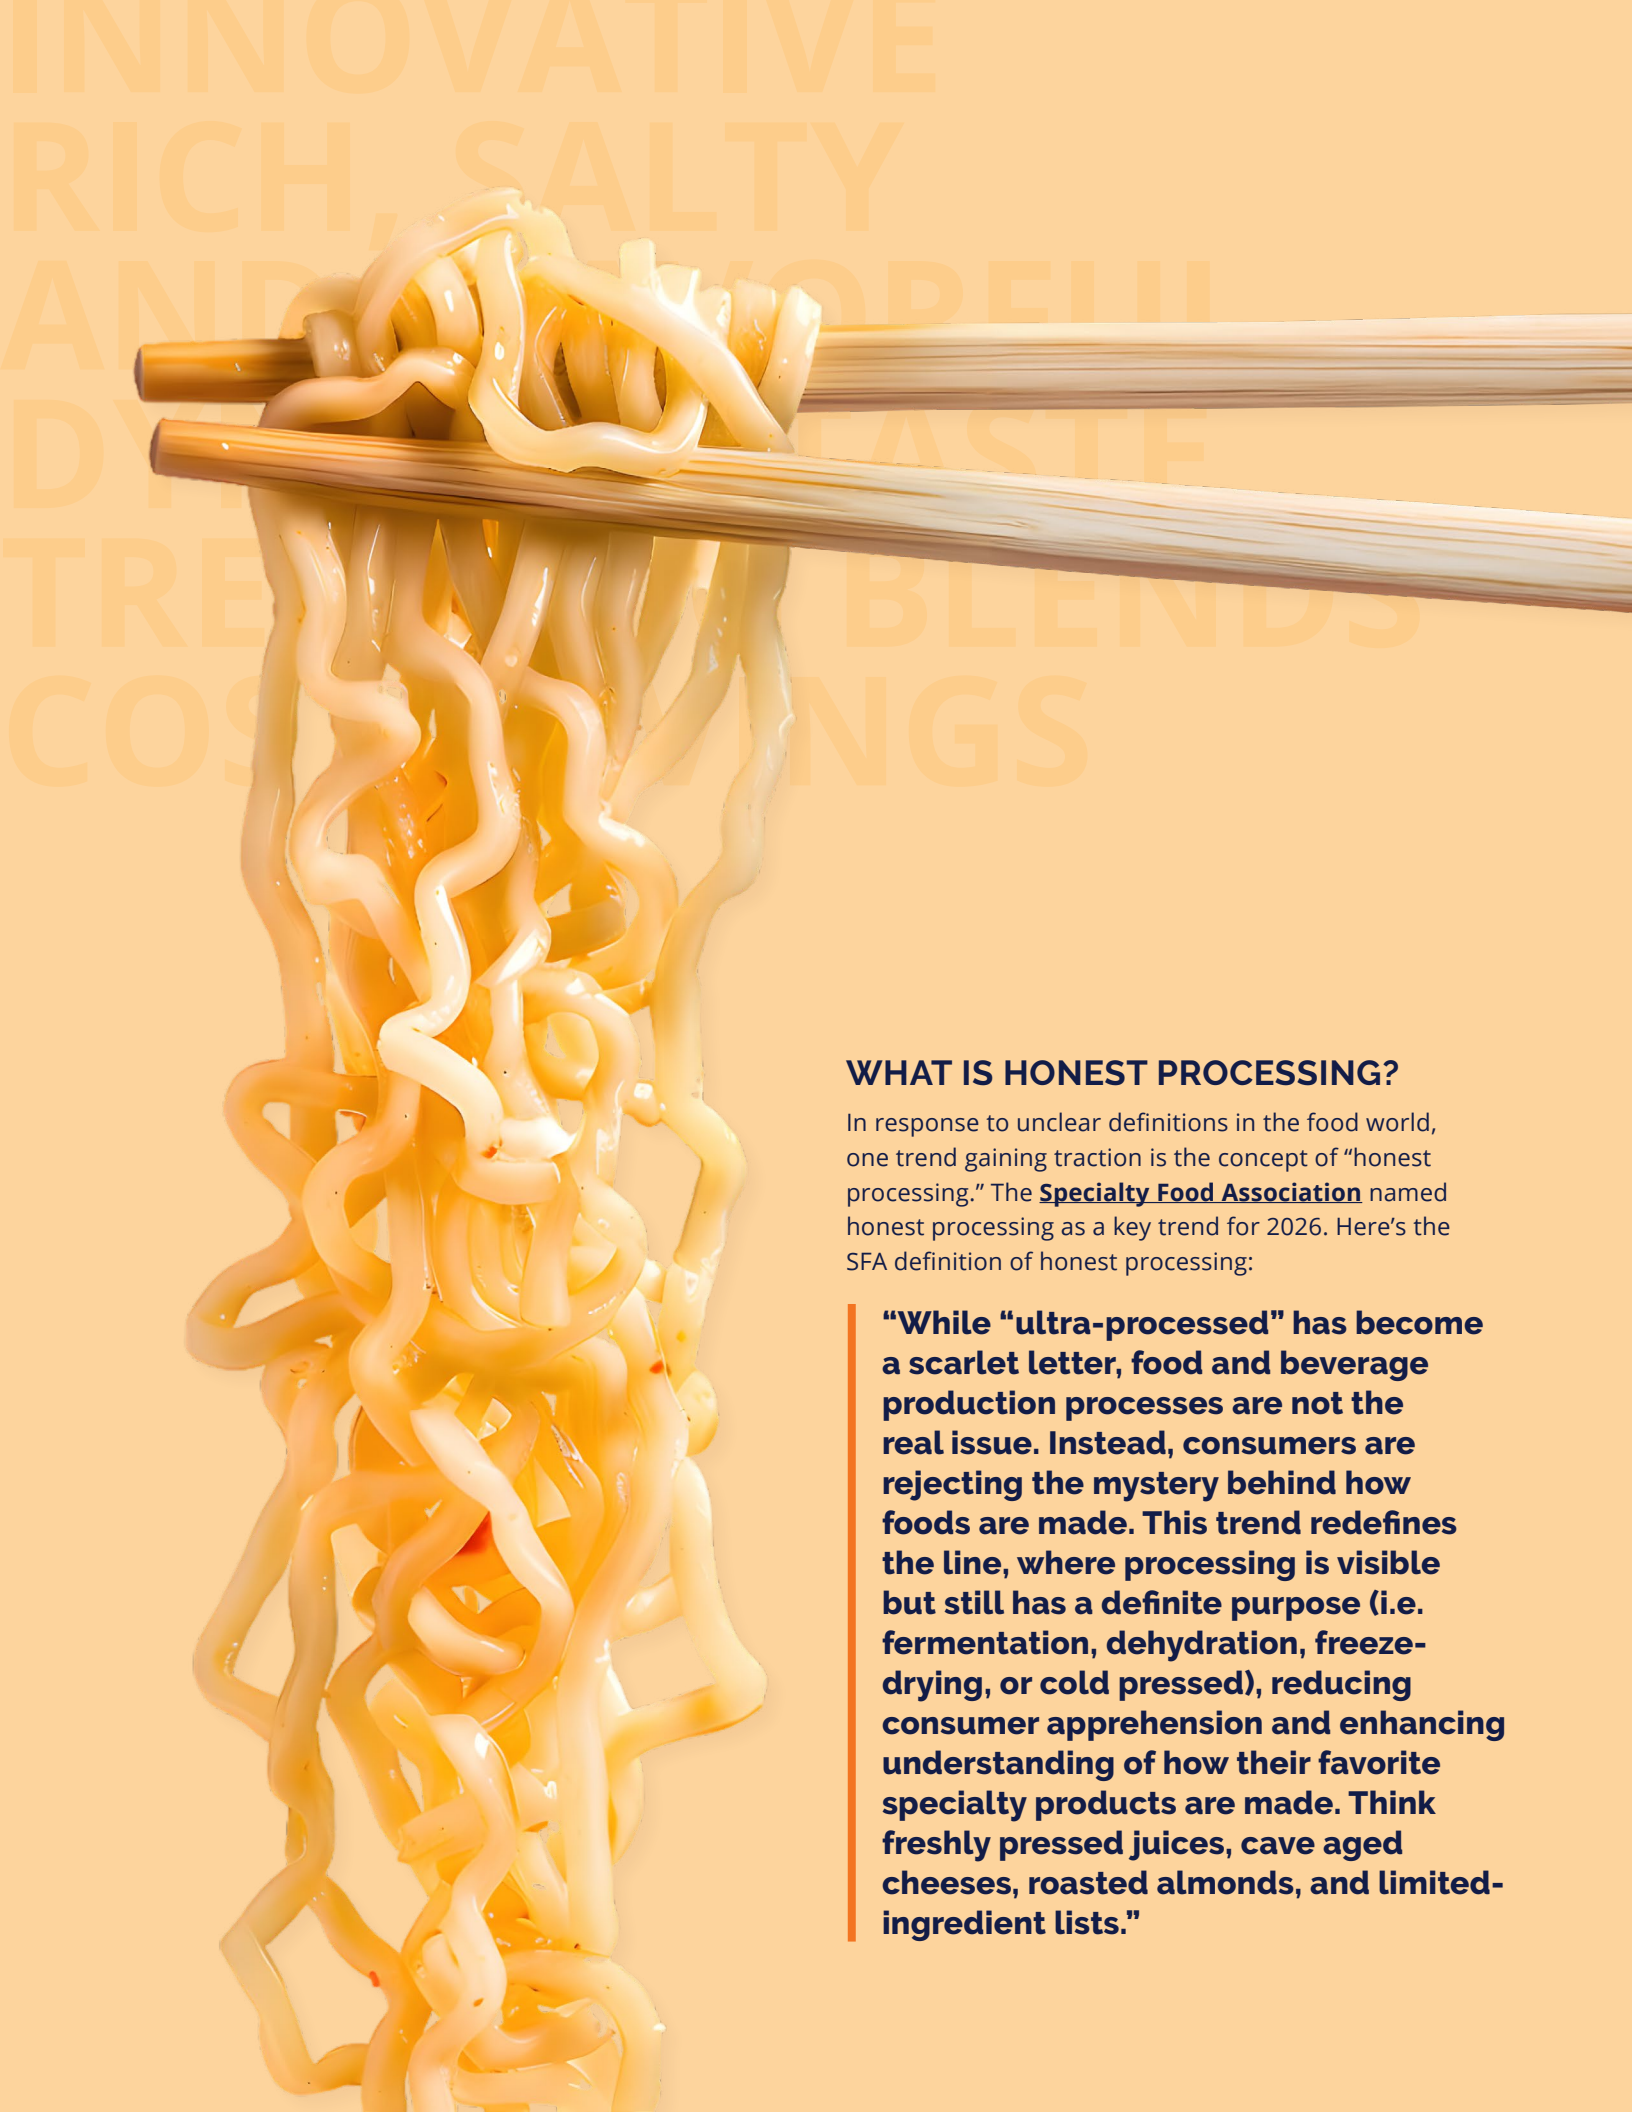 INNOVATIVE
RICH, SALTY
AND
DY TASTE
TRE BLENDS
COS
WHAT IS HONEST PROCESSING?
In response to unclear definitions in the food world,
one trend gaining traction is the concept of “honest
processing.” The Specialty Food Association named
honest processing as a key trend for 2026. Here’s the
SFA definition of honest processing:
“While “ultra-processed” has become
a scarlet letter, food and beverage
production processes are not the
real issue. Instead, consumers are
rejecting the mystery behind how
foods are made. This trend redefines
the line, where processing is visible
but still has a definite purpose (i.e.
fermentation, dehydration, freeze-
drying, or cold pressed), reducing
consumer apprehension and enhancing
understanding of how their favorite
specialty products are made. Think
freshly pressed juices, cave aged
cheeses, roasted almonds, and limited-
ingredient lists.”